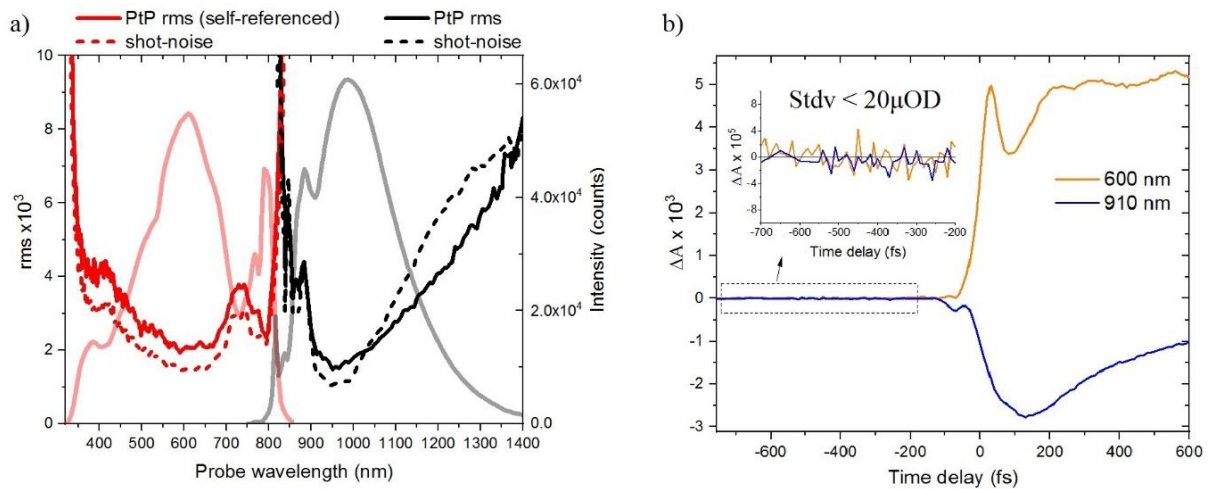 a)
PtP rms (self-referenced)
shot-noise
PtP rms
shot-noise
rms x10³
10
8
6
4
2
0
6.0x10⁴
4.0x10⁴
2.0x10⁴
0.0
Intensity (counts)
400 500 600 700 800 900 1000 1100 1200 1300 1400
Probe wavelength (nm)
b)
ΔA x 10³
5
4
3
2
1
0
-1
-2
-3
Stdv < 20μOD
ΔA x 10⁵
8
4
0
-4
-8
-700 -600 -500 -400 -300 -200
Time delay (fs)
600 nm
910 nm
-600 -400 -200 0 200 400 600
Time delay (fs)